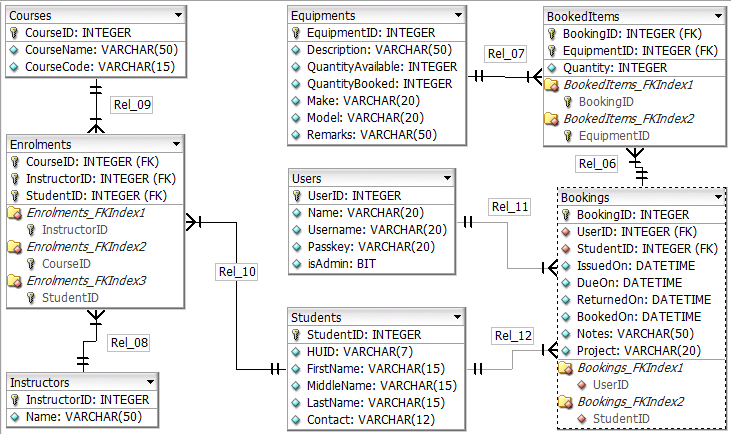 Courses
CourseID: INTEGER
CourseName: VARCHAR(50)
CourseCode: VARCHAR(15)
Rel_09
Enrolments
CourseID: INTEGER (FK)
InstructorID: INTEGER (FK)
StudentID: INTEGER (FK)
Enrolments_FKIndex1
InstructorID
Enrolments_FKIndex2
CourseID
Enrolments_FKIndex3
StudentID
Rel_08
Instructors
InstructorID: INTEGER
Name: VARCHAR(50)
Rel_10
Equipments
EquipmentID: INTEGER
Description: VARCHAR(50)
QuantityAvailable: INTEGER
QuantityBooked: INTEGER
Make: VARCHAR(20)
Model: VARCHAR(20)
Remarks: VARCHAR(50)
Rel_07
Users
UserID: INTEGER
Name: VARCHAR(20)
Username: VARCHAR(20)
Passkey: VARCHAR(20)
isAdmin: BIT
Rel_11
Students
StudentID: INTEGER
HUID: VARCHAR(7)
FirstName: VARCHAR(15)
MiddleName: VARCHAR(15)
LastName: VARCHAR(15)
Contact: VARCHAR(12)
Rel_12
BookedItems
BookingID: INTEGER (FK)
EquipmentID: INTEGER (FK)
Quantity: INTEGER
BookedItems_FKIndex1
BookingID
BookedItems_FKIndex2
EquipmentID
Rel_06
Bookings
BookingID: INTEGER
UserID: INTEGER (FK)
StudentID: INTEGER (FK)
IssuedOn: DATETIME
DueOn: DATETIME
ReturnedOn: DATETIME
BookedOn: DATETIME
Notes: VARCHAR(50)
Project: VARCHAR(20)
Bookings_FKIndex1
UserID
Bookings_FKIndex2
StudentID